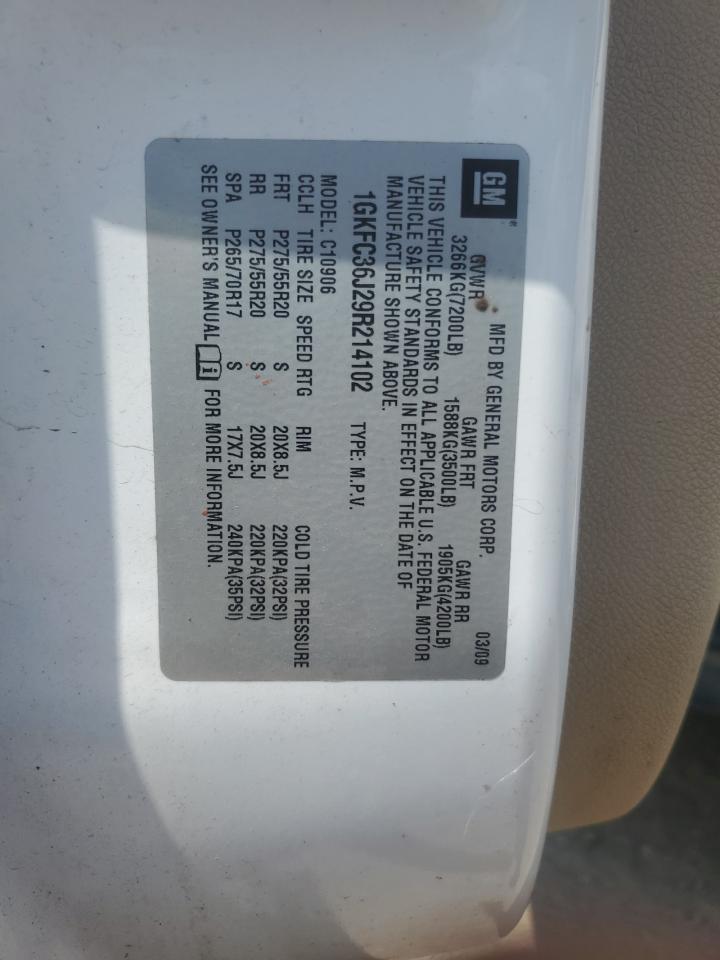 GM®
MFD BY GENERAL MOTORS CORP. 03/09
GVWR GAWR FRT GAWR RR
3266KG(7200LB) 1588KG(3500LB) 1905KG(4200LB)
THIS VEHICLE CONFORMS TO ALL APPLICABLE U.S. FEDERAL MOTOR
VEHICLE SAFETY STANDARDS IN EFFECT ON THE DATE OF
MANUFACTURE SHOWN ABOVE.
1GKFC36J29R214102 TYPE: M.P.V.
MODEL: C10906
CCLH TIRE SIZE SPEED RTG RIM COLD TIRE PRESSURE
FRT P275/55R20 S 20X8.5J 220KPA(32PSI)
RR P275/55R20 S 20X8.5J 220KPA(32PSI)
SPA P265/70R17 S 17X7.5J 240KPA(35PSI)
SEE OWNER'S MANUAL FOR MORE INFORMATION.